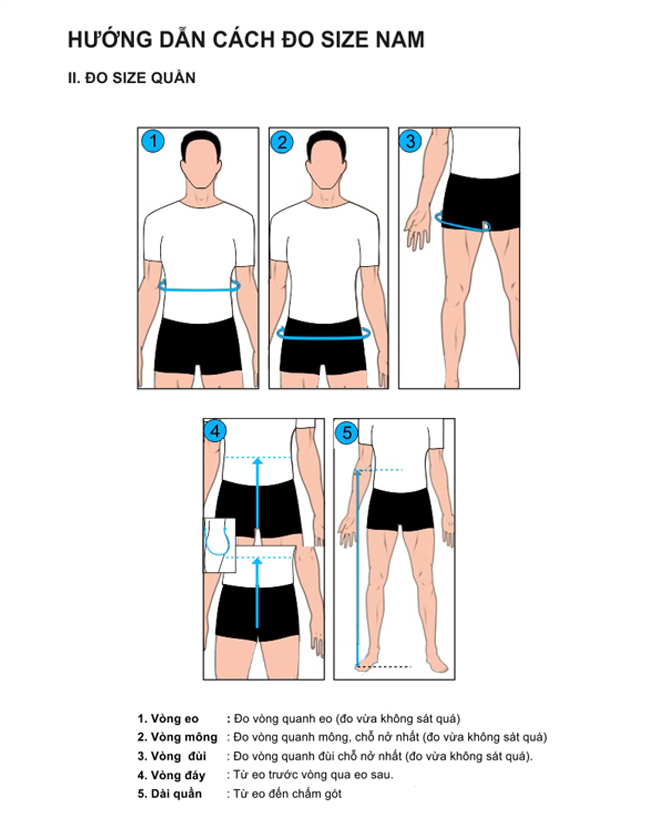 HƯỚNG DẪN CÁCH ĐO SIZE NAM
II. ĐO SIZE QUẦN
1
2
3
4
5
1. Vòng eo : Đo vòng quanh eo (đo vừa không sát quá)
2. Vòng mông : Đo vòng quanh mông, chỗ nở nhất (đo vừa không sát quá)
3. Vòng đùi : Đo vòng quanh đùi chỗ nở nhất (đo vừa không sát quá).
4. Vòng đáy : Từ eo trước vòng qua eo sau.
5. Dài quần : Từ eo đến chấm gót